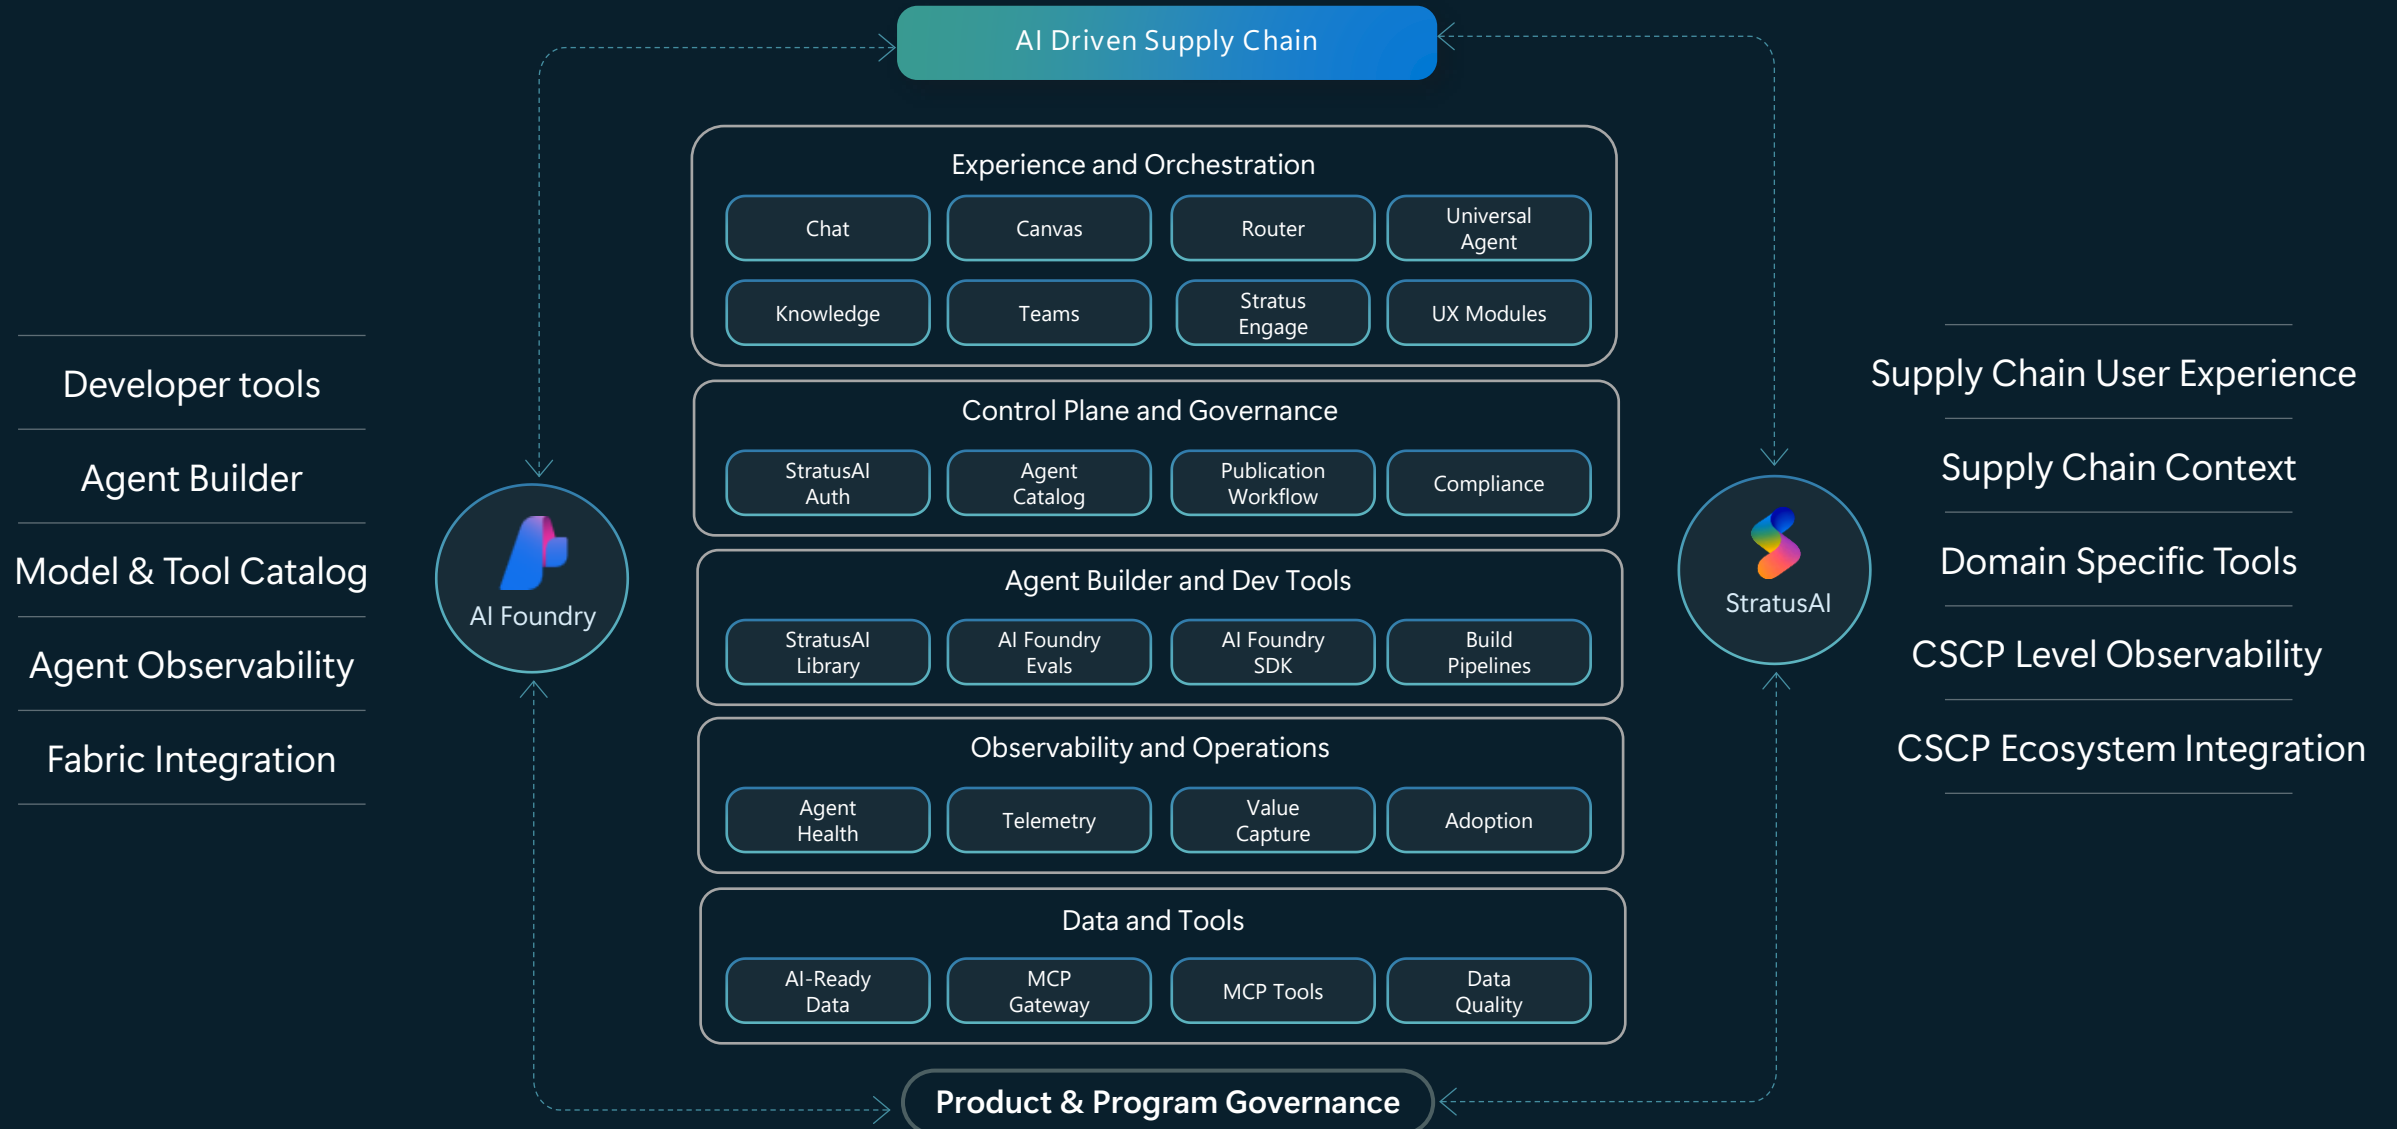 AI Driven Supply Chain
Experience and Orchestration
Chat
Canvas
Router
Universal
Agent
Knowledge
Teams
Stratus
Engage
UX Modules
Control Plane and Governance
StratusAI
Auth
Agent
Catalog
Publication
Workflow
Compliance
Agent Builder and Dev Tools
StratusAI
Library
AI Foundry
Evals
AI Foundry
SDK
Build
Pipelines
Observability and Operations
Agent
Health
Telemetry
Value
Capture
Adoption
Data and Tools
AI-Ready
Data
MCP
Gateway
MCP Tools
Data
Quality
Product & Program Governance
Developer tools
Agent Builder
Model & Tool Catalog
Agent Observability
Fabric Integration
AI Foundry
StratusAI
Supply Chain User Experience
Supply Chain Context
Domain Specific Tools
CSCP Level Observability
CSCP Ecosystem Integration